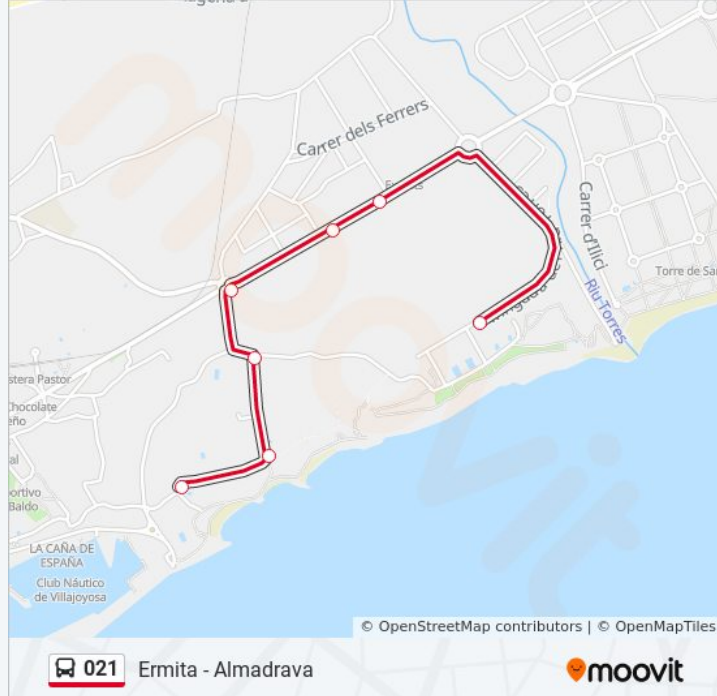 Carrer dels Ferrers
Carrer d'Ilici
Torre de Sa
Riu Torres
stera Pastor
Chocolate
eño
al
portivo
Baldo
LA CAÑA DE
ESPAÑA
Club Náutico
de Villajoyosa
moovit
© OpenStreetMap contributors | © OpenMapTiles
021 Ermita - Almadrava
moovit